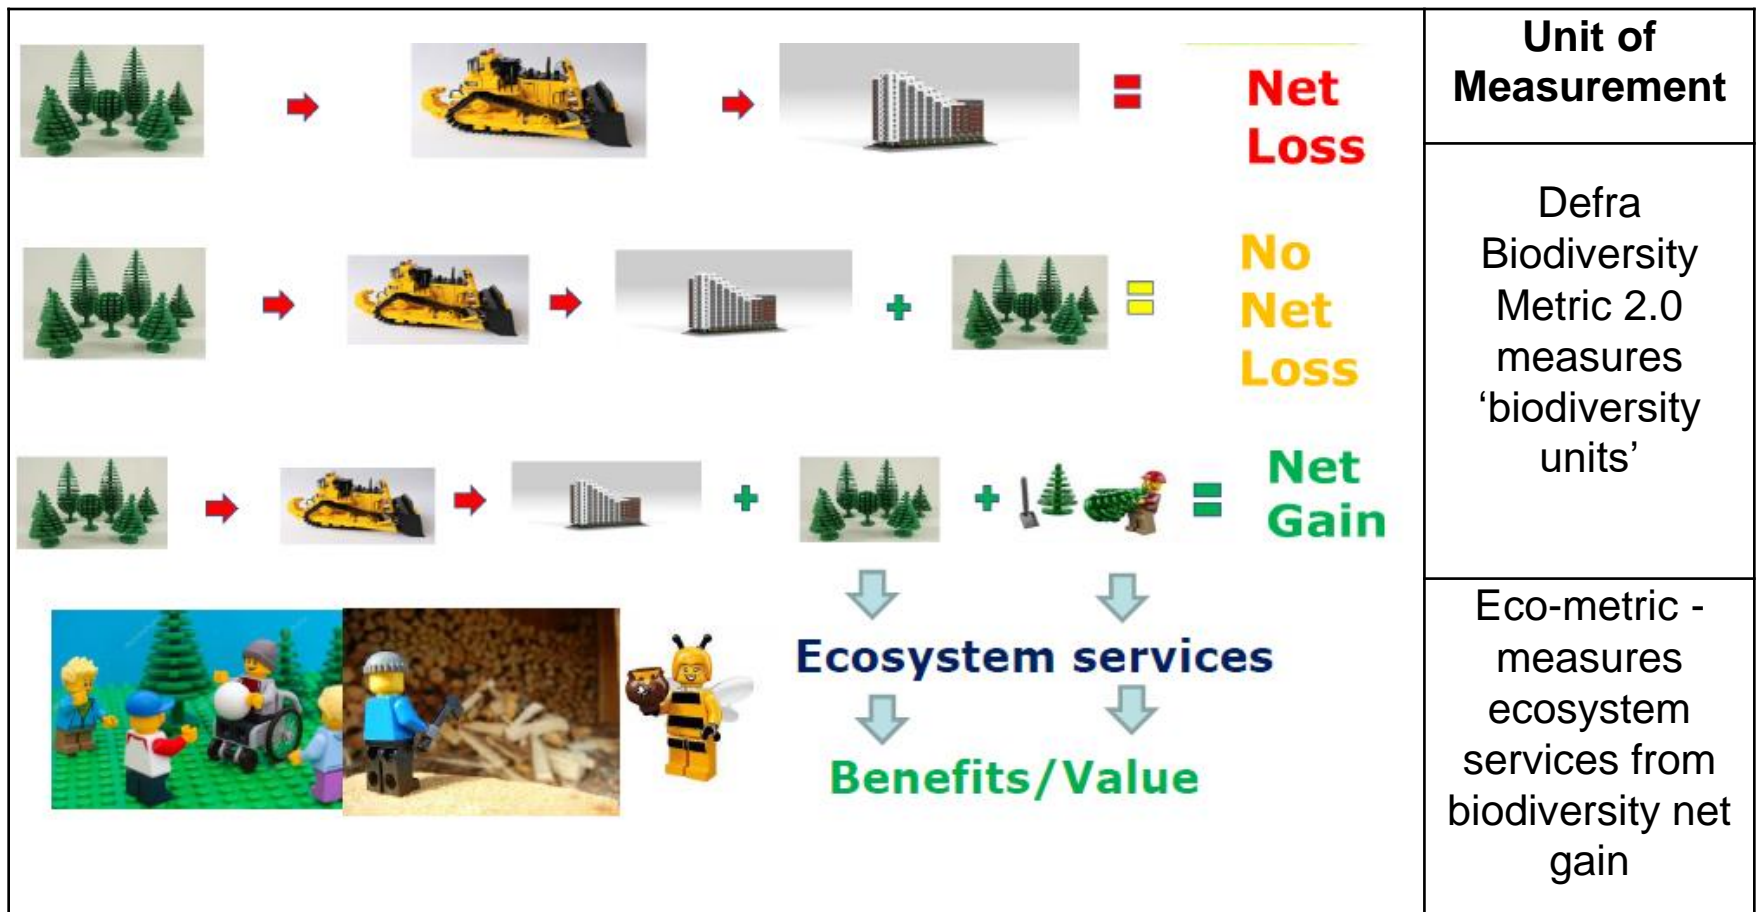 Net
Loss
No
Net
Loss
Net
Gain
Ecosystem services
Benefits/Value
Unit of
Measurement
Defra
Biodiversity
Metric 2.0
measures
‘biodiversity
units’
Eco-metric -
measures
ecosystem
services from
biodiversity net
gain